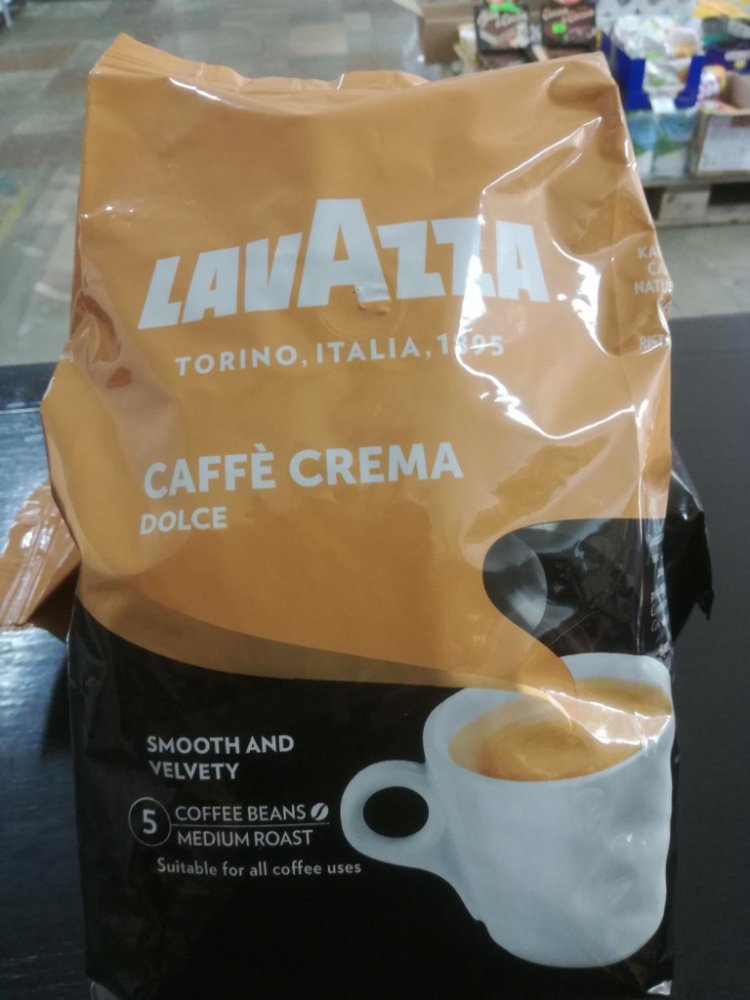 LAVAZZA
TORINO, ITALIA, 1895
CAFFÈ CREMA
DOLCE
SMOOTH AND
VELVETY
5
COFFEE BEANS
MEDIUM ROAST
Suitable for all coffee uses